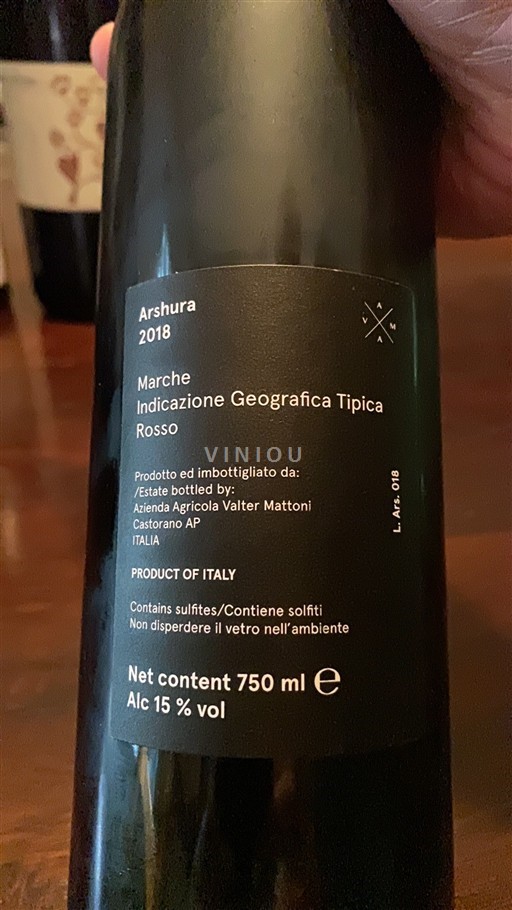 Arshura
2018
A
V M
A
Marche
Indicazione Geografica Tipica
Rosso
VINIOU
Prodotto ed imbottigliato da:
/Estate bottled by:
Azienda Agricola Valter Mattoni
Castorano AP
ITALIA
L. Ars. 018
PRODUCT OF ITALY
Contains sulfites/Contiene solfiti
Non disperdere il vetro nell'ambiente
Net content 750 ml e
Alc 15 % vol